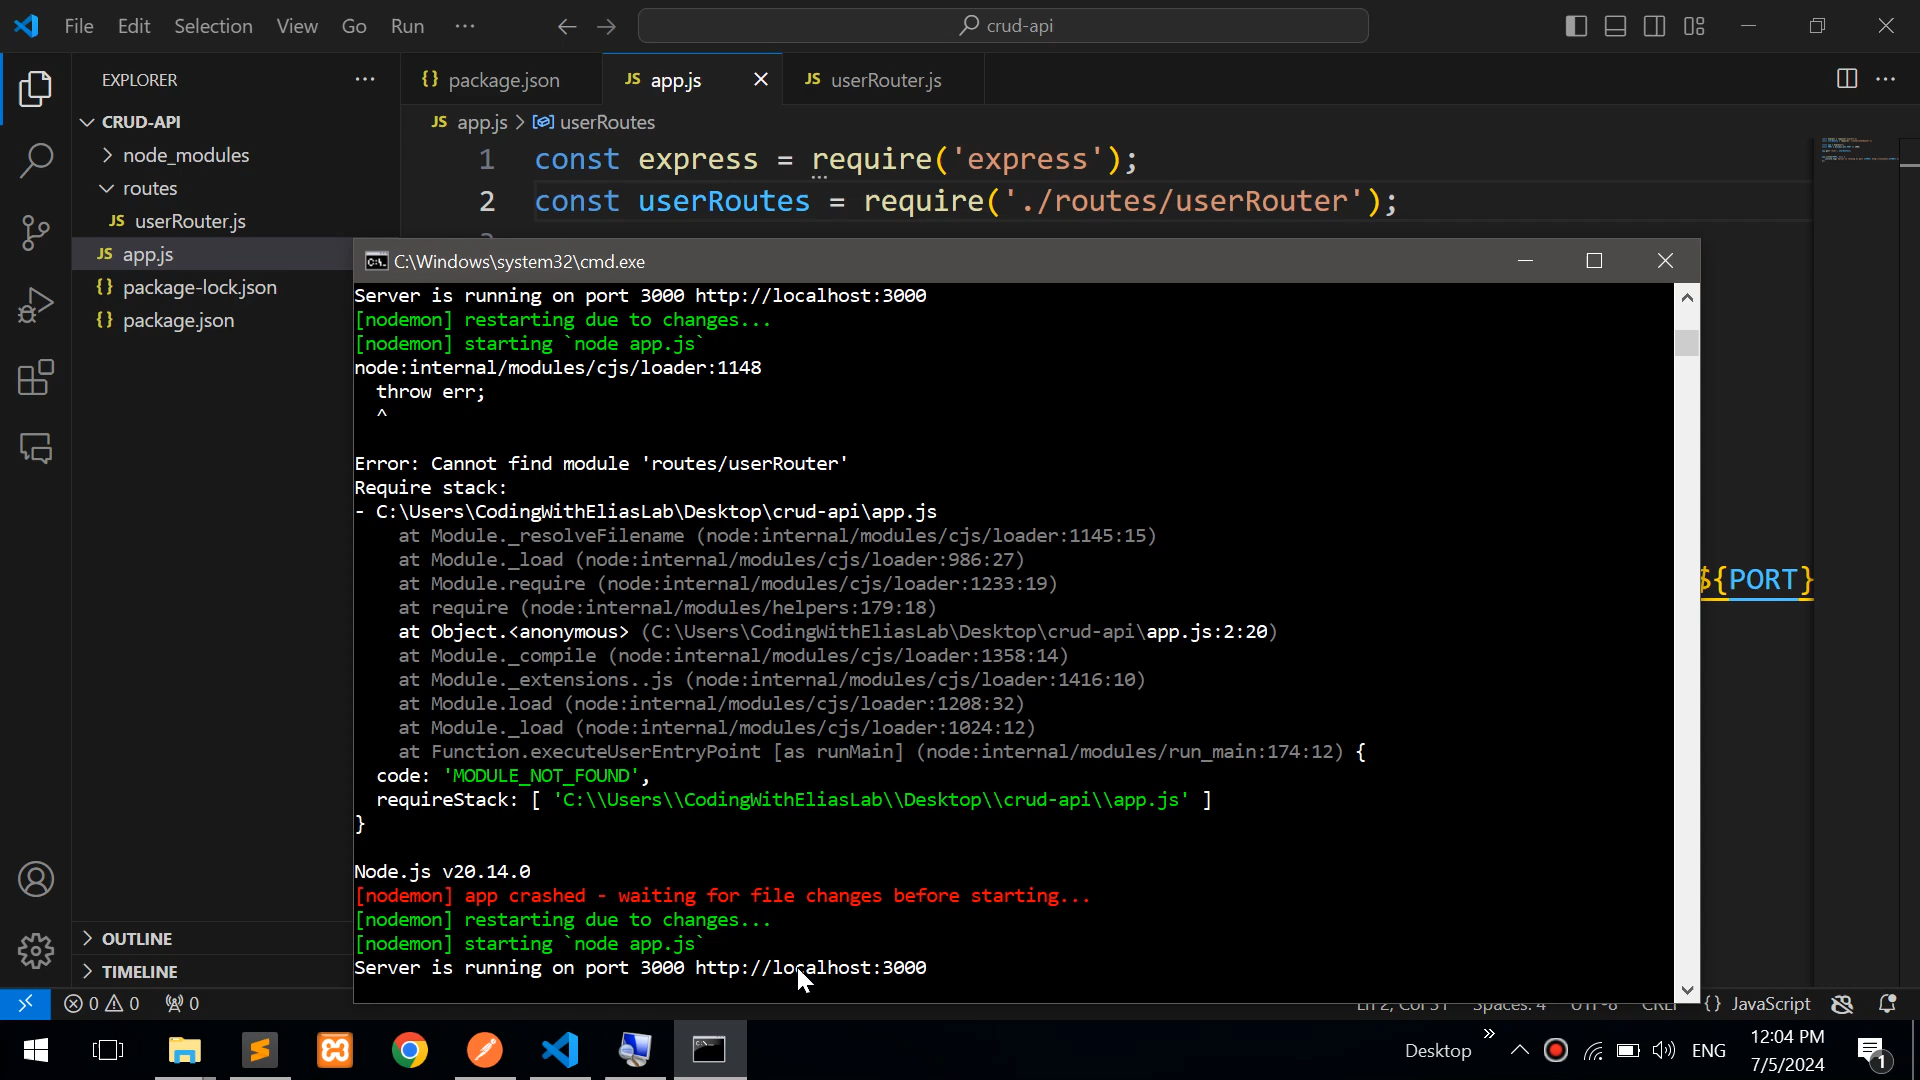 File Edit Selection View Go Run ···
crud-api
EXPLORER
package.json
JS app.js
JS userRouter.js
CRUD-API
node_modules
routes
JS userRouter.js
JS app.js
{} package-lock.json
{} package.json
OUTLINE
TIMELINE
JS app.js > userRoutes
1 const express = require('express');
2 const userRoutes = require('./routes/userRouter');
${PORT}
C:\Windows\system32\cmd.exe
Server is running on port 3000 http://localhost:3000
[nodemon] restarting due to changes...
[nodemon] starting `node app.js`
node:internal/modules/cjs/loader:1148
throw err;
^
Error: Cannot find module 'routes/userRouter'
Require stack:
- C:\Users\CodingWithEliasLab\Desktop\crud-api\app.js
at Module._resolveFilename (node:internal/modules/cjs/loader:1145:15)
at Module._load (node:internal/modules/cjs/loader:986:27)
at Module.require (node:internal/modules/cjs/loader:1233:19)
at require (node:internal/modules/helpers:179:18)
at Object.<anonymous> (C:\Users\CodingWithEliasLab\Desktop\crud-api\app.js:2:20)
at Module._compile (node:internal/modules/cjs/loader:1358:14)
at Module._extensions..js (node:internal/modules/cjs/loader:1416:10)
at Module.load (node:internal/modules/cjs/loader:1208:32)
at Module._load (node:internal/modules/cjs/loader:1024:12)
at Function.executeUserEntryPoint [as runMain] (node:internal/modules/run_main:174:12) {
code: 'MODULE_NOT_FOUND',
requireStack: [ 'C:\\Users\\CodingWithEliasLab\\Desktop\\crud-api\\app.js' ]
}
Node.js v20.14.0
[nodemon] app crashed - waiting for file changes before starting...
[nodemon] restarting due to changes...
[nodemon] starting `node app.js`
Server is running on port 3000 http://localhost:3000
0 0 0
{} JavaScript
Desktop
ENG
12:04 PM
7/5/2024
1